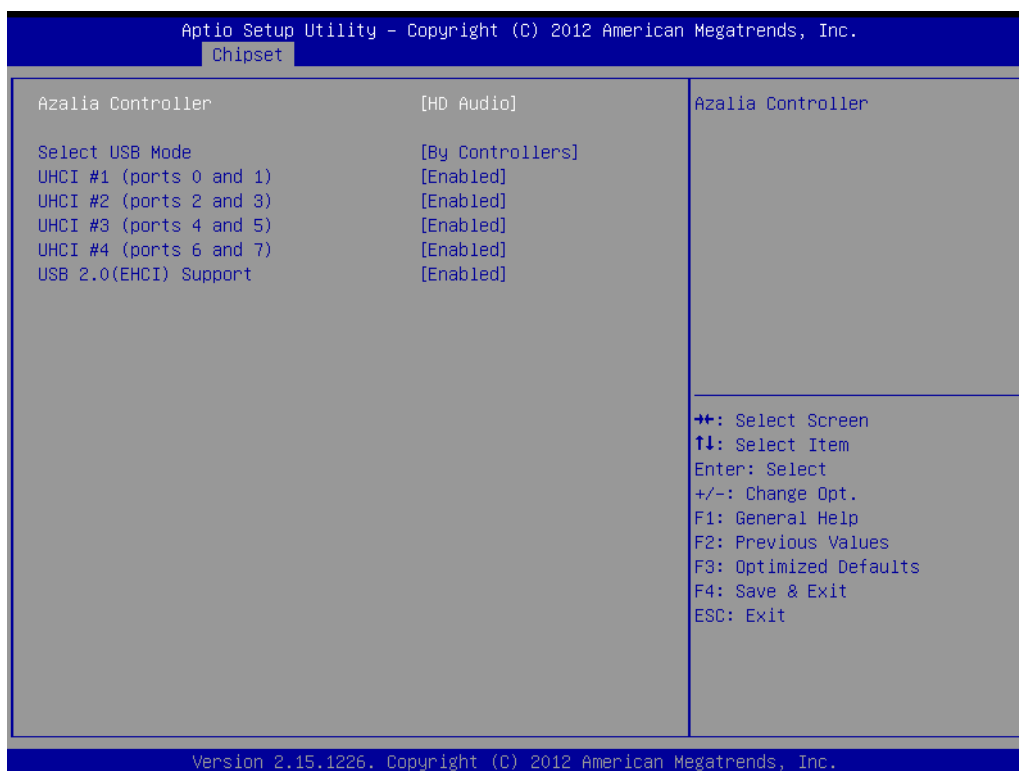 Aptio Setup Utility – Copyright (C) 2012 American Megatrends, Inc.
Chipset
Azalia Controller [HD Audio]
Select USB Mode [By Controllers]
UHCI #1 (ports 0 and 1) [Enabled]
UHCI #2 (ports 2 and 3) [Enabled]
UHCI #3 (ports 4 and 5) [Enabled]
UHCI #4 (ports 6 and 7) [Enabled]
USB 2.0(EHCI) Support [Enabled]
Azalia Controller
→←: Select Screen
↑↓: Select Item
Enter: Select
+/-: Change Opt.
F1: General Help
F2: Previous Values
F3: Optimized Defaults
F4: Save & Exit
ESC: Exit
Version 2.15.1226. Copyright (C) 2012 American Megatrends, Inc.